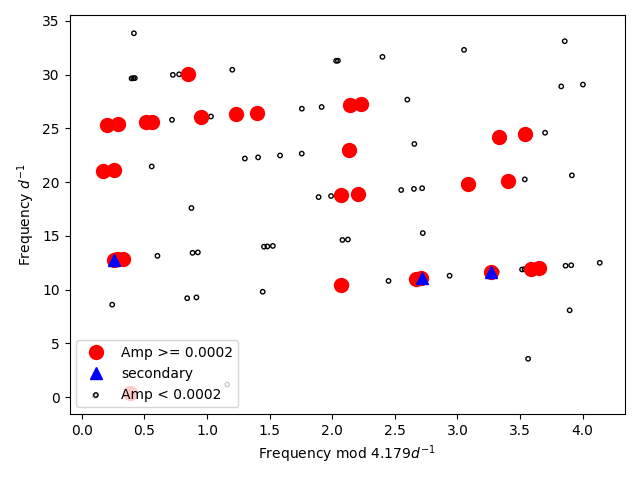 35
30
25
20
15
10
5
0
Frequency $d^{-1}$
Amp >= 0.0002
secondary
Amp < 0.0002
0.0 0.5 1.0 1.5 2.0 2.5 3.0 3.5 4.0
Frequency mod 4.179$d^{-1}$